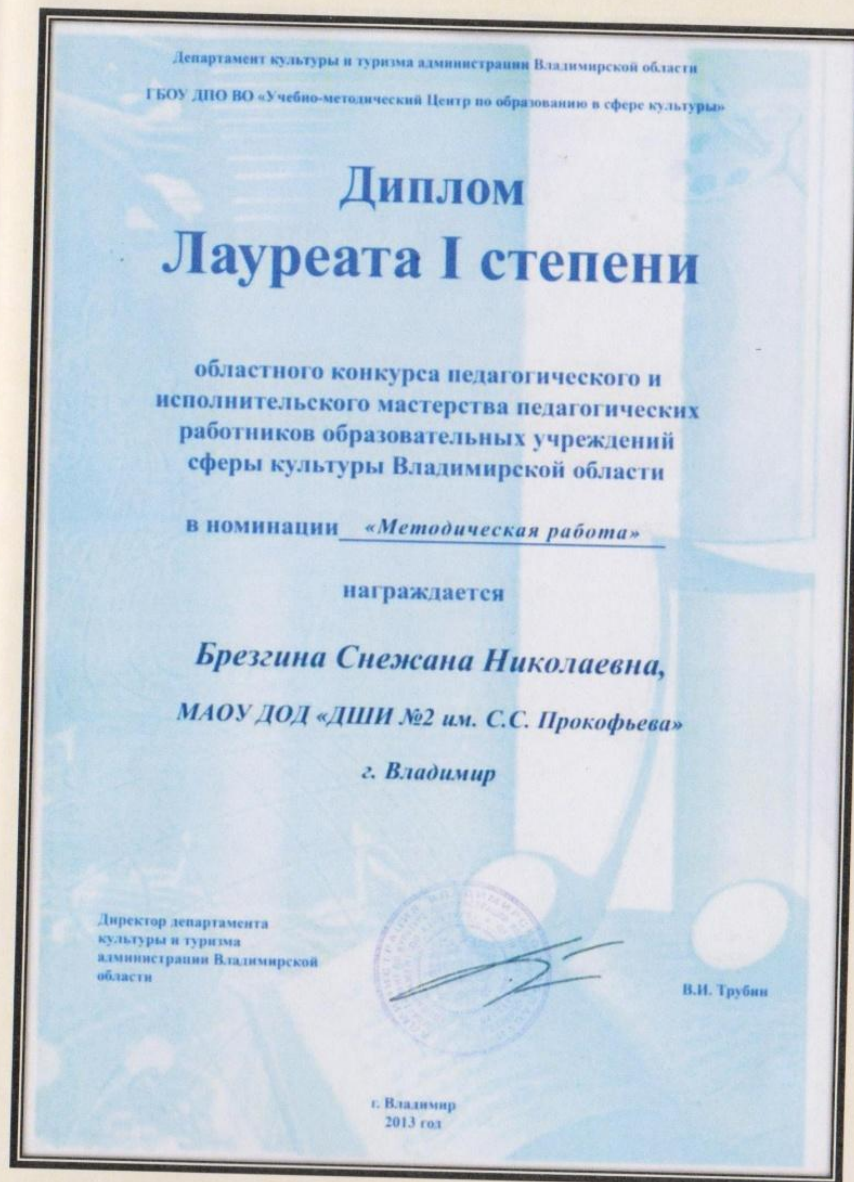 Департамент культуры и туризма администрации Владимирской области
ГБОУ ДПО ВО «Учебно-методический Центр по образованию в сфере культуры»
Диплом
Лауреата I степени
областного конкурса педагогического и
исполнительского мастерства педагогических
работников образовательных учреждений
сферы культуры Владимирской области
в номинации «Методическая работа»
награждается
Брезгина Снежана Николаевна,
МАОУ ДОД «ДШИ №2 им. С.С. Прокофьева»
г. Владимир
Директор департамента
культуры и туризма
администрации Владимирской
области
В.И. Трубин
г. Владимир
2013 год